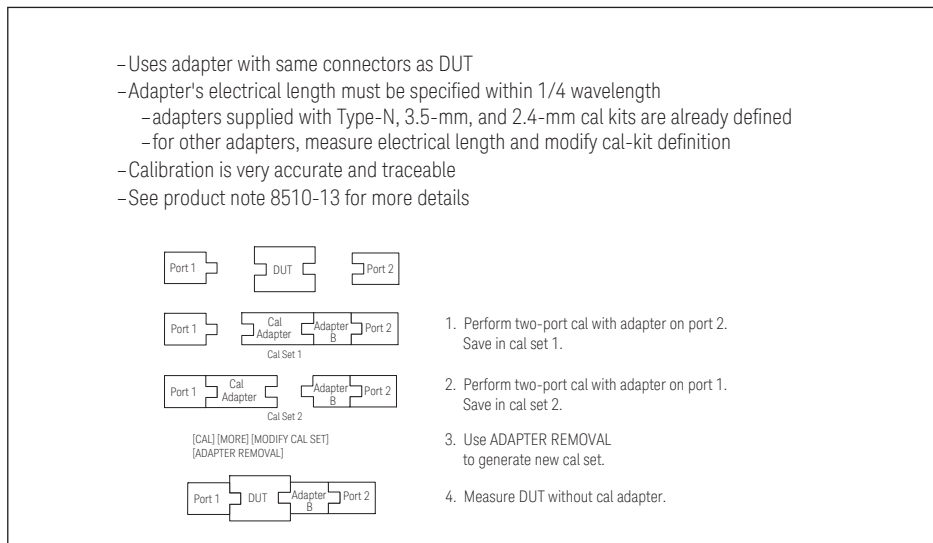 –Uses adapter with same connectors as DUT
–Adapter's electrical length must be specified within 1/4 wavelength
–adapters supplied with Type-N, 3.5-mm, and 2.4-mm cal kits are already defined
–for other adapters, measure electrical length and modify cal-kit definition
–Calibration is very accurate and traceable
–See product note 8510-13 for more details
Port 1
DUT
Port 2
Port 1
Cal
Adapter
Adapter
B
Port 2
Cal Set 1
1. Perform two-port cal with adapter on port 2.
Save in cal set 1.
Port 1
Cal
Adapter
Adapter
B
Port 2
Cal Set 2
2. Perform two-port cal with adapter on port 1.
Save in cal set 2.
[CAL] [MORE] [MODIFY CAL SET]
[ADAPTER REMOVAL]
3. Use ADAPTER REMOVAL
to generate new cal set.
Port 1
DUT
Adapter
B
Port 2
4. Measure DUT without cal adapter.